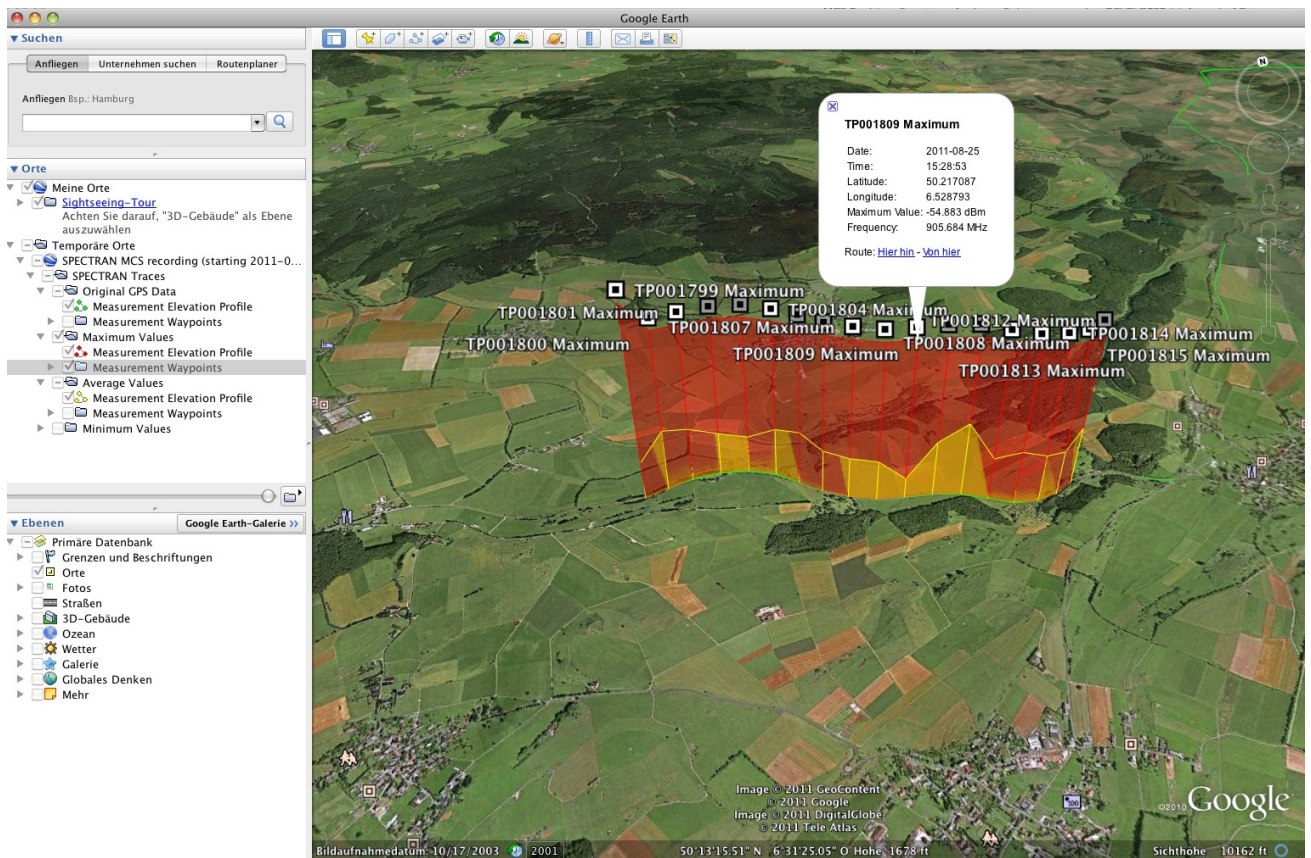 Google Earth
Suchen
Anfliegen Unternehmen suchen Routenplaner
Anfliegen Bsp.: Hamburg
Orte
Meine Orte
Sightseeing-Tour
Achten Sie darauf, "3D-Gebäude" als Ebene
auszuwählen
Temporäre Orte
SPECTRAN MCS recording (starting 2011-0...
SPECTRAN Traces
Original GPS Data
Measurement Elevation Profile
Measurement Waypoints
Maximum Values
Measurement Elevation Profile
Measurement Waypoints
Average Values
Measurement Elevation Profile
Measurement Waypoints
Minimum Values
Ebenen Google Earth-Galerie »
Primäre Datenbank
Grenzen und Beschriftungen
Orte
Fotos
Straßen
3D-Gebäude
Ozean
Wetter
Galerie
Globales Denken
Mehr
N
TP001809 Maximum
Date: 2011-08-25
Time: 15:28:53
Latitude: 50.217087
Longitude: 6.528793
Maximum Value: -54.883 dBm
Frequency: 905.684 MHz
Route: Hier hin - Von hier
TP001799 Maximum
TP001801 Maximum
TP001804 Maximum
TP001807 Maximum
TP001812 Maximum
TP001814 Maximum
TP001800 Maximum
TP001809 Maximum
TP001808 Maximum
TP001815 Maximum
TP001813 Maximum
Image © 2011 GeoContent
© 2011 Google
Image © 2011 DigitalGlobe
© 2011 Tele Atlas
©2010 Google
Bildaufnahmedatum: 10/17/2003 2001 50°13'15.51" N 6°31'25.05" O Höhe 1678 ft Sichthöhe 10162 ft